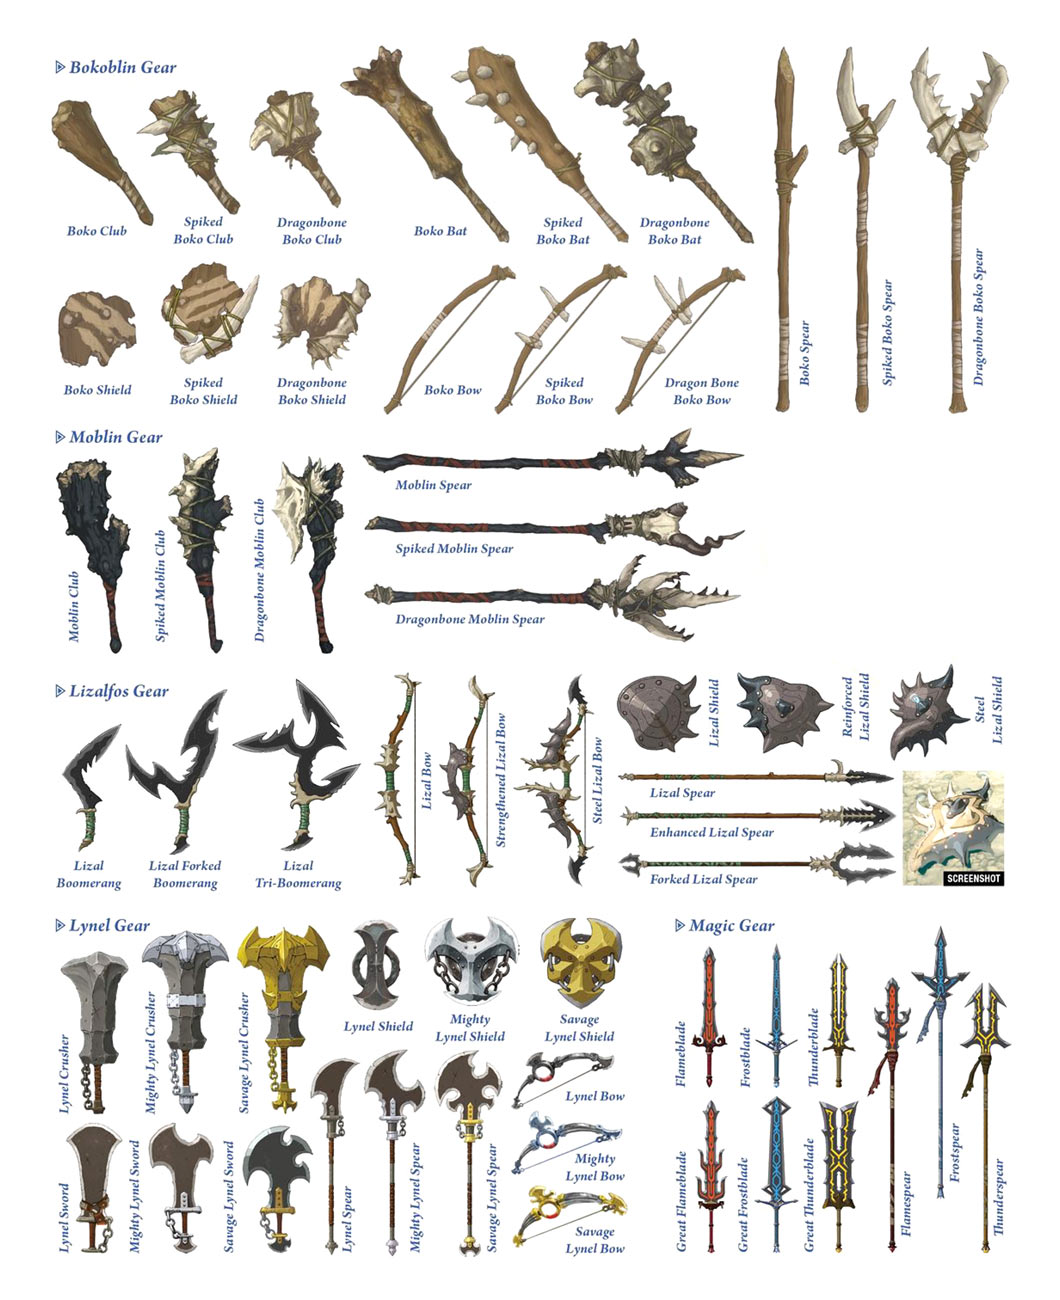 Bokoblin Gear
Boko Club
Spiked
Boko Club
Dragonbone
Boko Club
Boko Bat
Spiked
Boko Bat
Dragonbone
Boko Bat
Boko Spear
Spiked Boko Spear
Dragonbone Boko Spear
Boko Shield
Spiked
Boko Shield
Dragonbone
Boko Shield
Boko Bow
Spiked
Boko Bow
Dragon Bone
Boko Bow
Moblin Gear
Moblin Club
Spiked Moblin Club
Dragonbone Moblin Club
Moblin Spear
Spiked Moblin Spear
Dragonbone Moblin Spear
Lizalfos Gear
Lizal
Boomerang
Lizal Forked
Boomerang
Lizal
Tri-Boomerang
Lizal Bow
Strengthened Lizal Bow
Steel Lizal Bow
Lizal Shield
Reinforced
Lizal Shield
Steel
Lizal Shield
Lizal Spear
Enhanced Lizal Spear
Forked Lizal Spear
SCREENSHOT
Lynel Gear
Lynel Crusher
Mighty Lynel Crusher
Savage Lynel Crusher
Lynel Shield
Mighty
Lynel Shield
Savage
Lynel Shield
Lynel Sword
Mighty Lynel Sword
Savage Lynel Sword
Lynel Spear
Mighty Lynel Spear
Savage Lynel Spear
Lynel Bow
Mighty
Lynel Bow
Savage
Lynel Bow
Magic Gear
Flameblade
Frostblade
Thunderblade
Great Flameblade
Great Frostblade
Great Thunderblade
Flamespear
Frostspear
Thunderspear